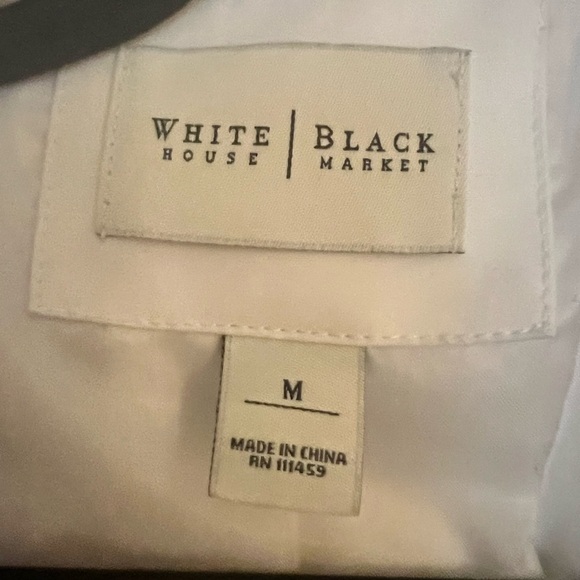 WHITE | BLACK
HOUSE MARKET
M
MADE IN CHINA
RN 111459